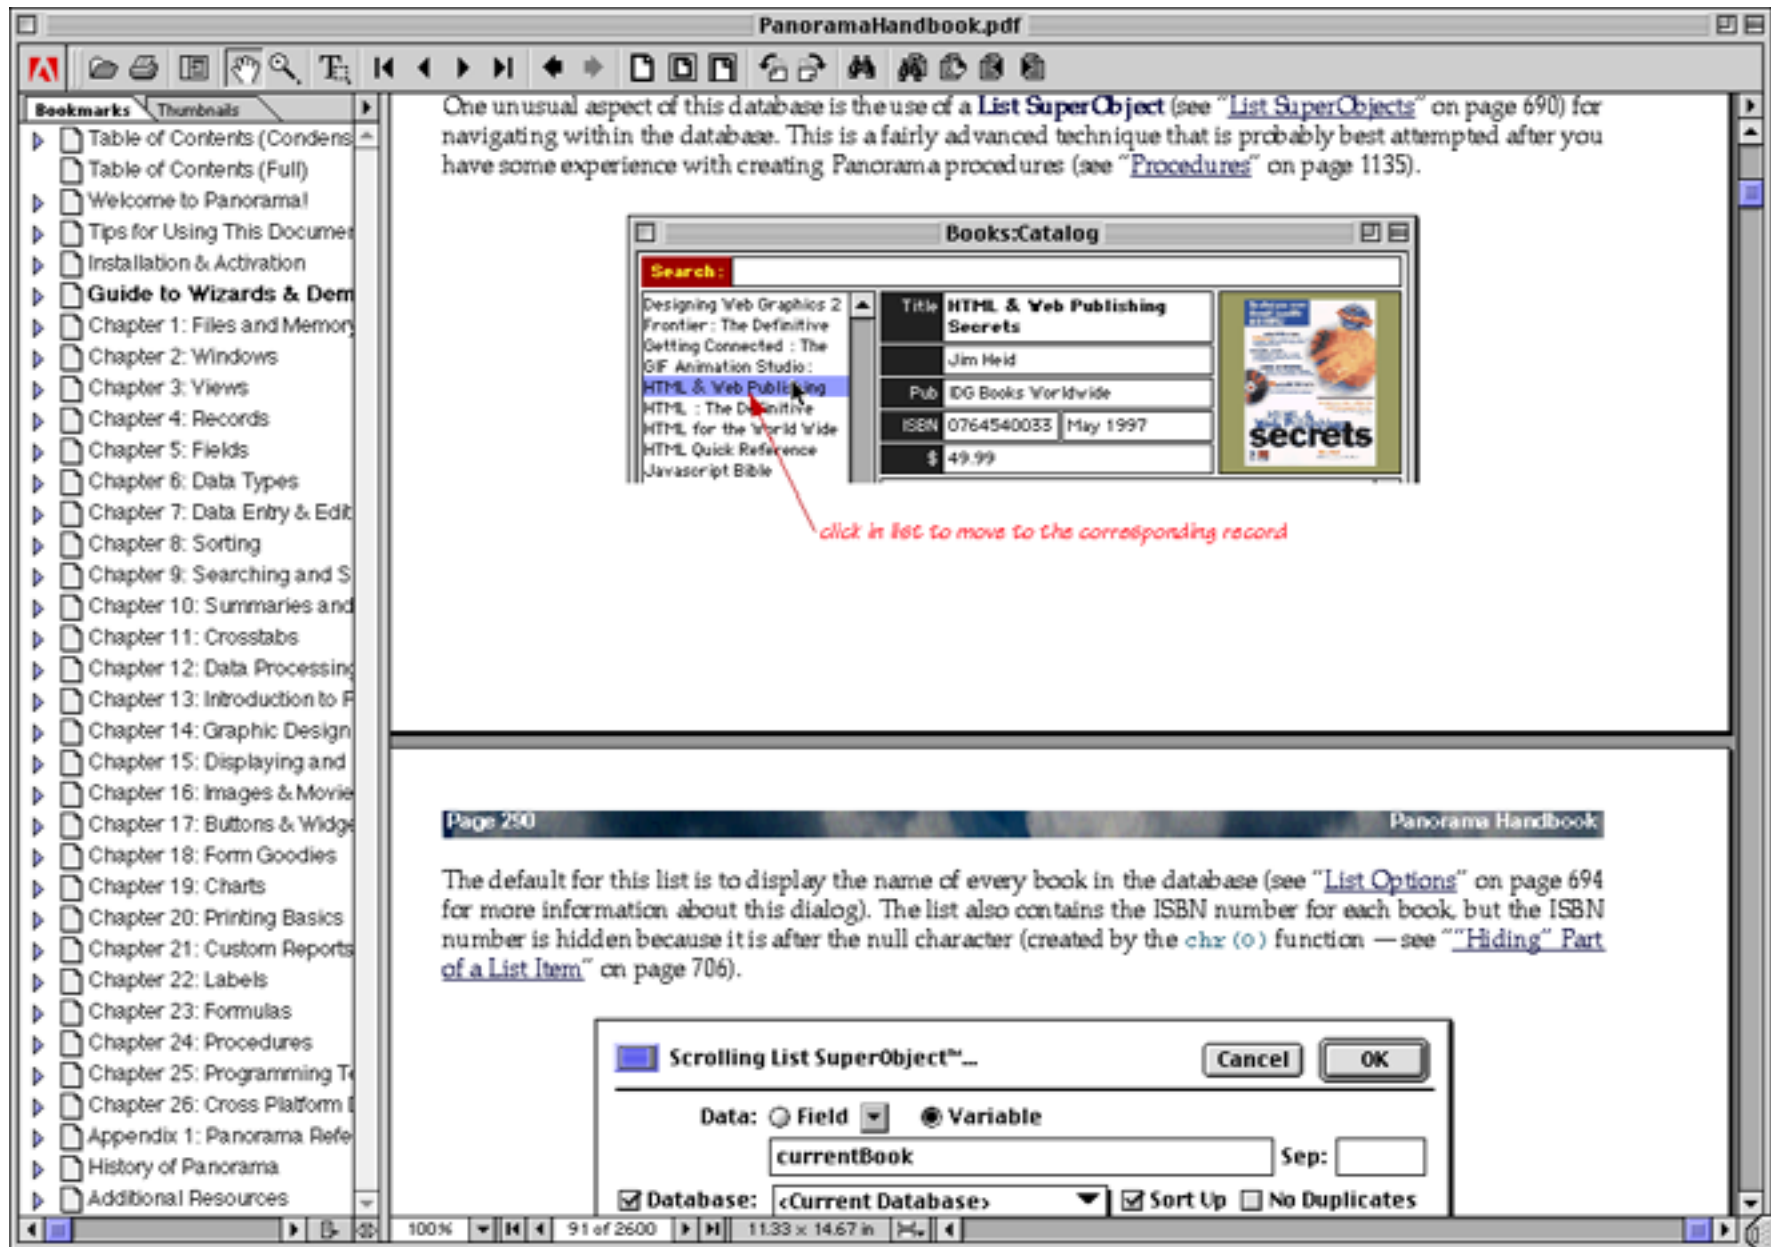 PanoramaHandbook.pdf
Bookmarks
Thumbnails
Table of Contents (Condens
Table of Contents (Full)
Welcome to Panorama!
Tips for Using This Documer
Installation & Activation
Guide to Wizards & Dem
Chapter 1: Files and Memory
Chapter 2: Windows
Chapter 3: Views
Chapter 4: Records
Chapter 5: Fields
Chapter 6: Data Types
Chapter 7: Data Entry & Edit
Chapter 8: Sorting
Chapter 9: Searching and S
Chapter 10: Summaries and
Chapter 11: Crosstabs
Chapter 12: Data Processing
Chapter 13: Introduction to F
Chapter 14: Graphic Design
Chapter 15: Displaying and
Chapter 16: Images & Movie
Chapter 17: Buttons & Widge
Chapter 18: Form Goodies
Chapter 19: Charts
Chapter 20: Printing Basics
Chapter 21: Custom Reports
Chapter 22: Labels
Chapter 23: Formulas
Chapter 24: Procedures
Chapter 25: Programming Te
Chapter 26: Cross Platform D
Appendix 1: Panorama Refe
History of Panorama
Additional Resources
One unusual aspect of this database is the use of a List SuperObject (see “List SuperObjects” on page 690) for
navigating within the database. This is a fairly advanced technique that is probably best attempted after you
have some experience with creating Panorama procedures (see “Procedures” on page 1135).
Books:Catalog
Search:
Designing Web Graphics 2
Frontier: The Definitive
Getting Connected : The
GIF Animation Studio:
HTML & Web Publishing
HTML : The Definitive
HTML for the World Wide
HTML Quick Reference
Javascript Bible
Title HTML & Web Publishing
Secrets
Jim Heid
Pub IDG Books Worldwide
ISBN 0764540033 May 1997
$ 49.99
secrets
click in list to move to the corresponding record
Page 290 Panorama Handbook
The default for this list is to display the name of every book in the database (see “List Options” on page 694
for more information about this dialog). The list also contains the ISBN number for each book, but the ISBN
number is hidden because it is after the null character (created by the chr(0) function — see ““Hiding” Part
of a List Item” on page 706).
Scrolling List SuperObject™...
Cancel OK
Data: Field Variable
currentBook Sep:
Database: <Current Database> Sort Up No Duplicates
100% 91 of 2600 11.33 x 14.67 in